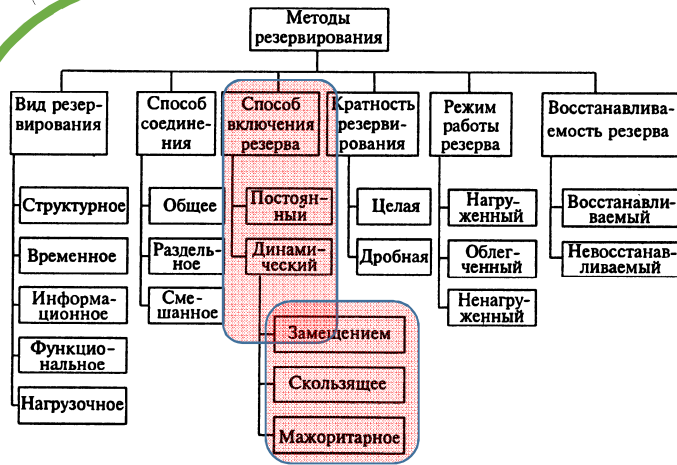 Методы
резервирования
Вид резер-
вирования
Структурное
Временное
Информа-
ционное
Функцио-
нальное
Нагрузочное
Способ
соедине-
ния
Общее
Раздель-
ное
Сме-
шанное
Способ
включения
резерва
Постоян-
ный
Динами-
ческий
Замещением
Скользящее
Мажоритарное
Кратность
резерви-
рования
Целая
Дробная
Режим
работы
резерва
Нагру-
женный
Облег-
ченный
Ненагру-
женный
Восстанавлива-
емость резерва
Восстанавли-
ваемый
Невосстанав-
ливаемый